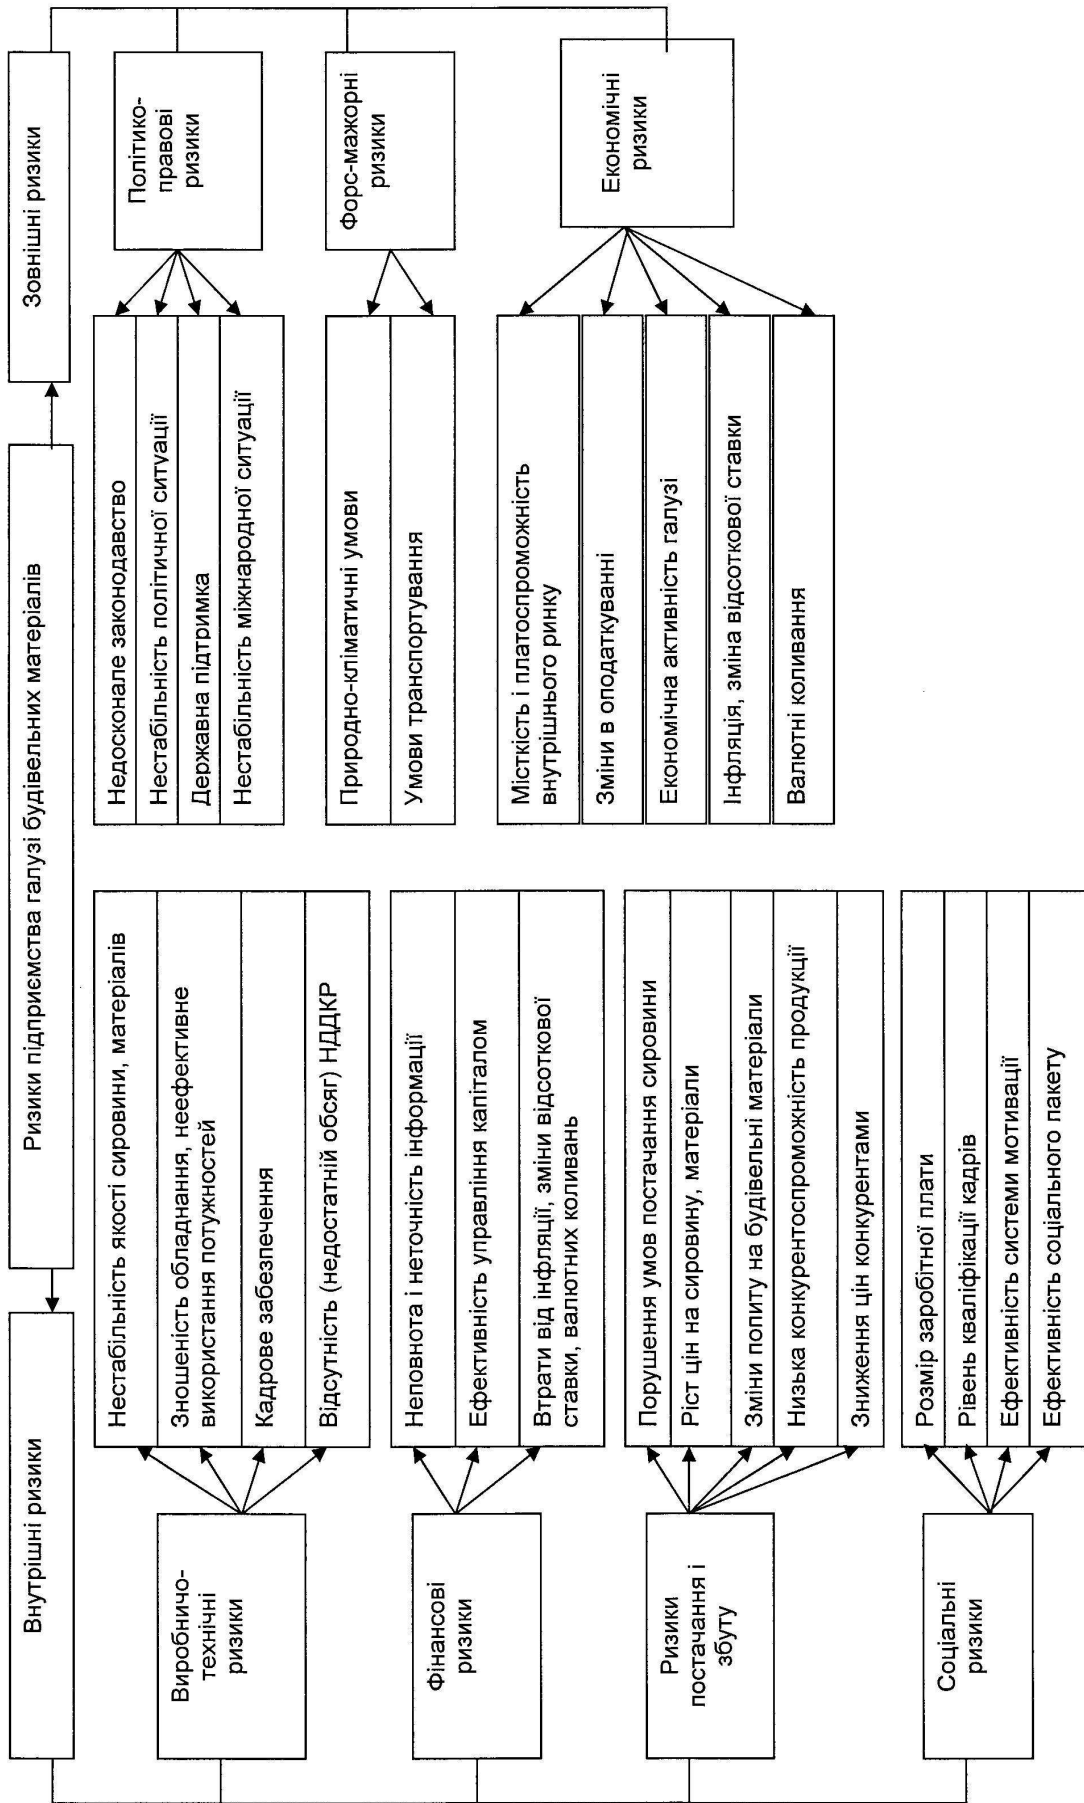 Ризики підприємства галузі будівельних матеріалів
Внутрішні ризики
Виробничо-
технічні
ризики
Нестабільність якості сировини, матеріалів
Зношеність обладнання, неефективне
використання потужностей
Кадрове забезпечення
Відсутність (недостатній обсяг) НДДКР
Фінансові
ризики
Неповнота і неточність інформації
Ефективність управління капіталом
Втрати від інфляції, зміни відсоткової
ставки, валютних коливань
Ризики
постачання і
збуту
Порушення умов постачання сировини
Ріст цін на сировину, матеріали
Зміни попиту на будівельні матеріали
Низька конкурентоспроможність продукції
Зниження цін конкурентами
Соціальні
ризики
Розмір заробітної плати
Рівень кваліфікації кадрів
Ефективність системи мотивації
Ефективність соціального пакету
Зовнішні ризики
Політико-
правові
ризики
Недосконале законодавство
Нестабільність політичної ситуації
Державна підтримка
Нестабільність міжнародної ситуації
Форс-мажорні
ризики
Природно-кліматичні умови
Умови транспортування
Економічні
ризики
Місткість і платоспроможність
внутрішнього ринку
Зміни в оподаткуванні
Економічна активність галузі
Інфляція, зміна відсоткової ставки
Валютні коливання